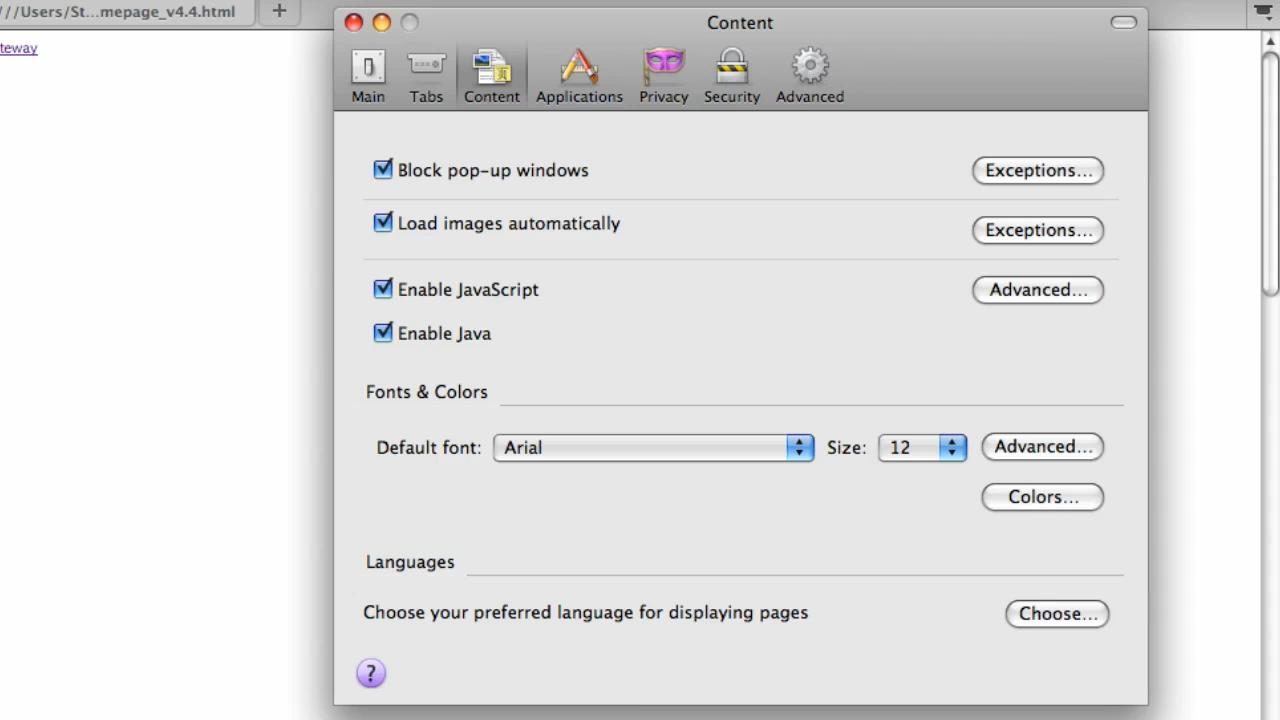 //Users/St...mepage_v4.4.html
Content
teway
Main Tabs Content Applications Privacy Security Advanced
Block pop-up windows Exceptions...
Load images automatically Exceptions...
Enable JavaScript Advanced...
Enable Java
Fonts & Colors
Default font: Arial Size: 12 Advanced...
Colors...
Languages
Choose your preferred language for displaying pages Choose...
?